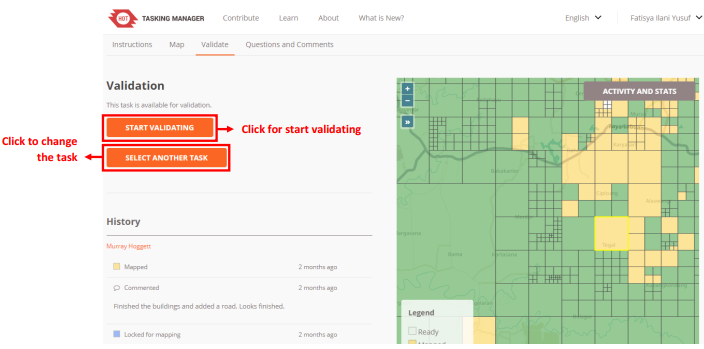 HOT TASKING MANAGER Contribute Learn About What is New? English Fatisya Ilani Yusuf
Instructions Map Validate Questions and Comments
Validation
This task is available for validation.
START VALIDATING
Click for start validating
Click to change
the task
SELECT ANOTHER TASK
History
Murray Hoggett
Mapped 2 months ago
Commented 2 months ago
Finished the buildings and added a road. Looks finished.
Locked for mapping 2 months ago
+
−
»
ACTIVITY AND STATS
Legend
Ready
Mapped